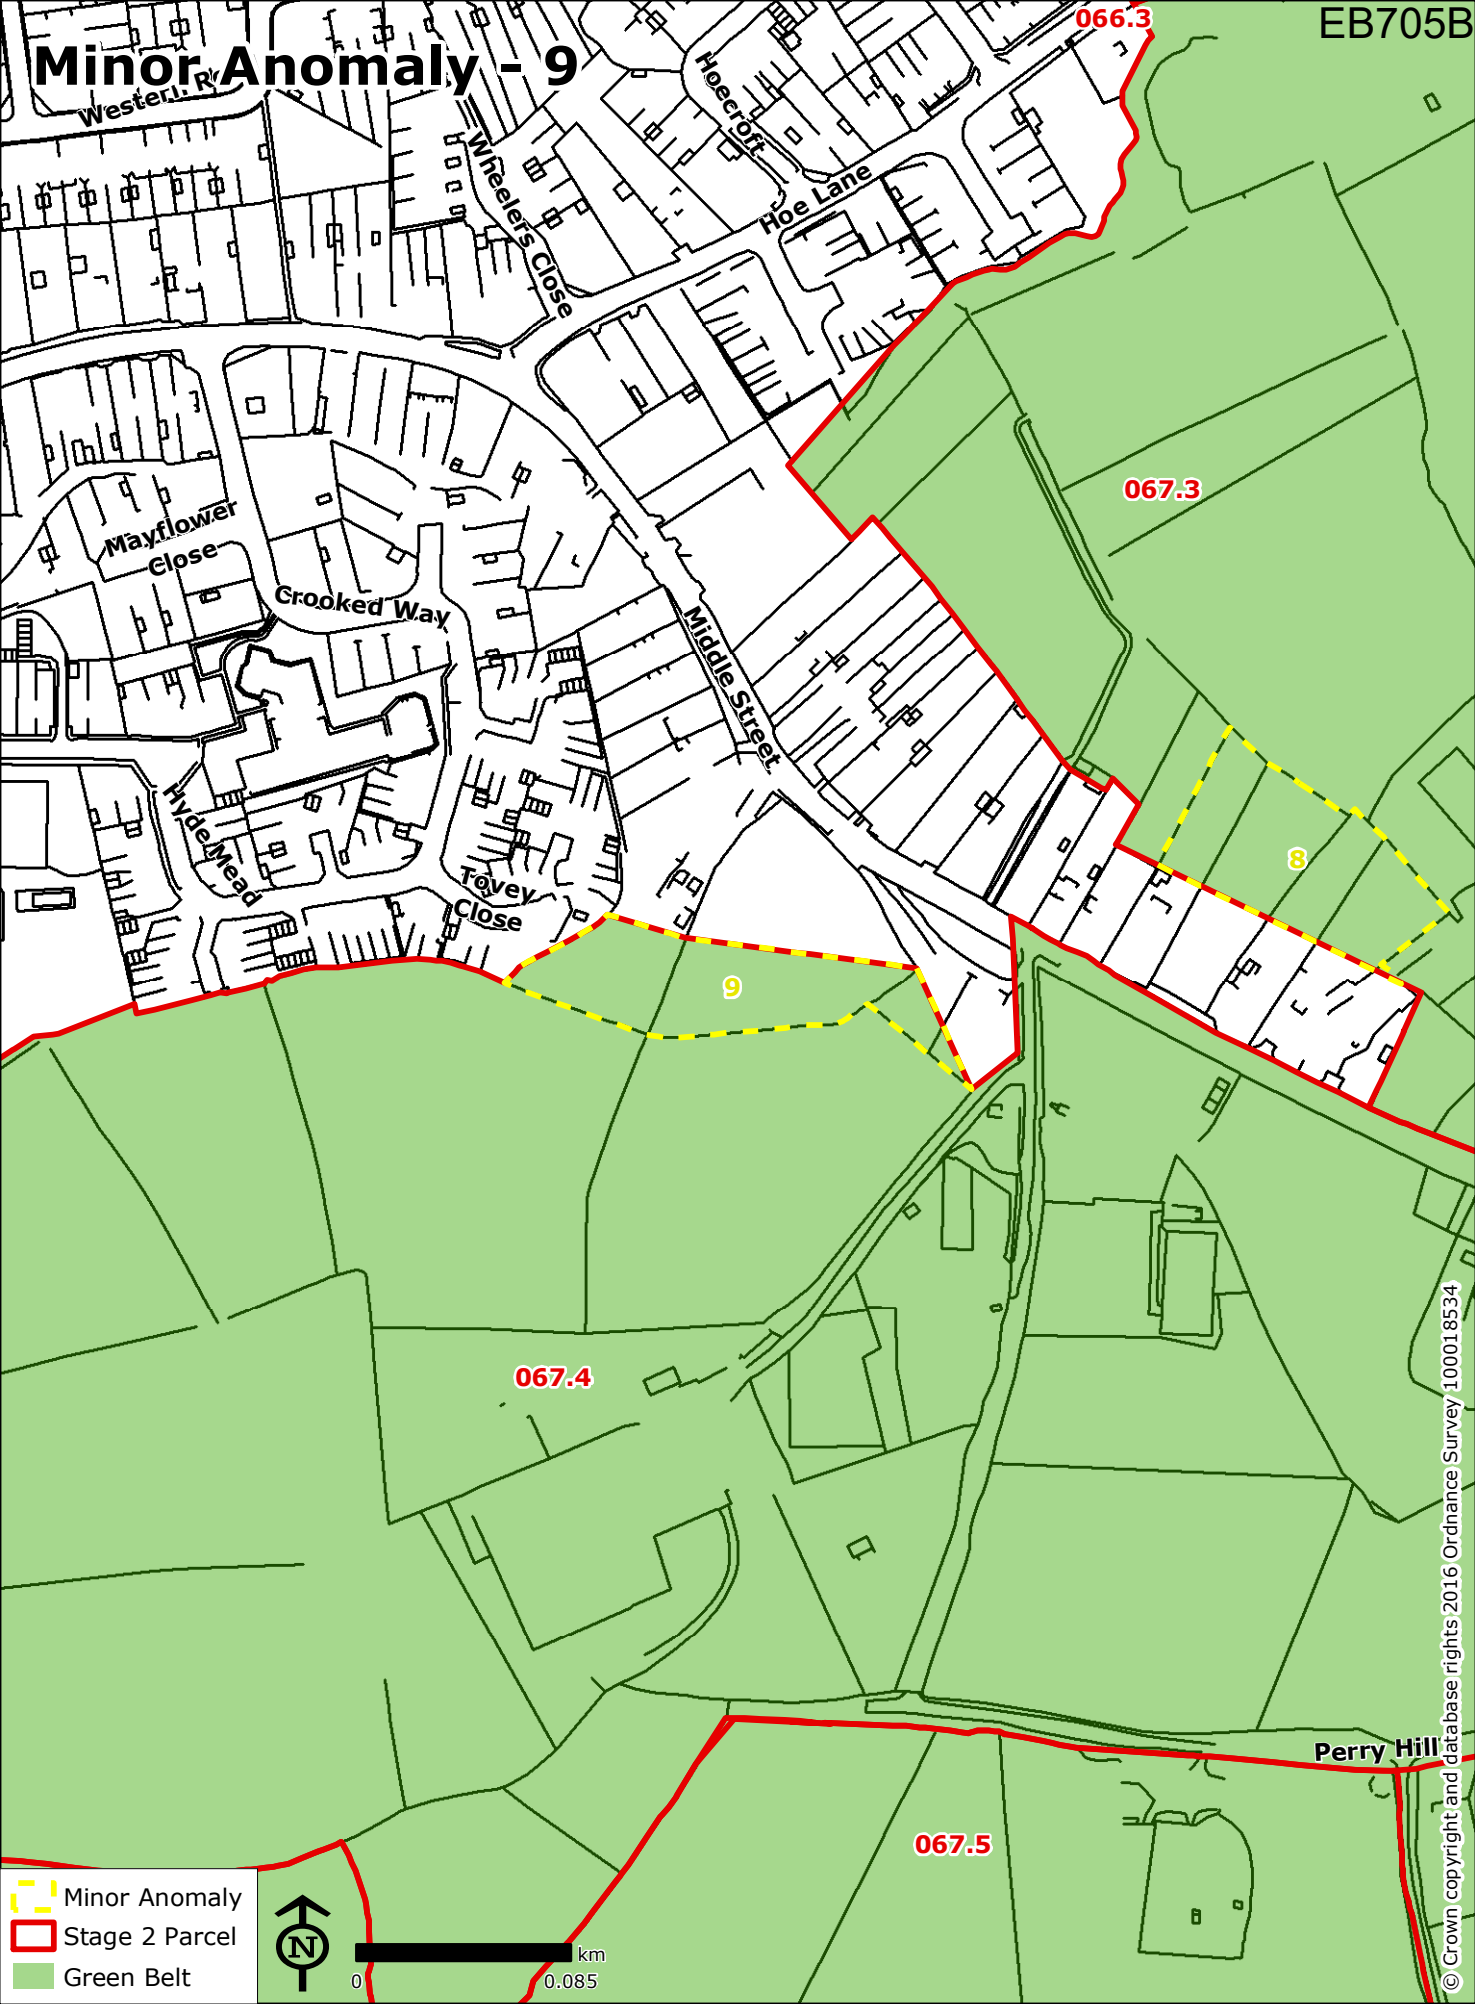 EB705B
Minor Anomaly - 9
066.3
Western R
Hoecroft
Wheelers Close
Hoe Lane
067.3
Mayflower
Close
Crooked Way
Middle Street
Hyde Mead
Tovey
Close
8
9
067.4
Perry Hill
067.5
© Crown copyright and database rights 2016 Ordnance Survey 100018534
Minor Anomaly
Stage 2 Parcel
Green Belt
N
km
0 0.085